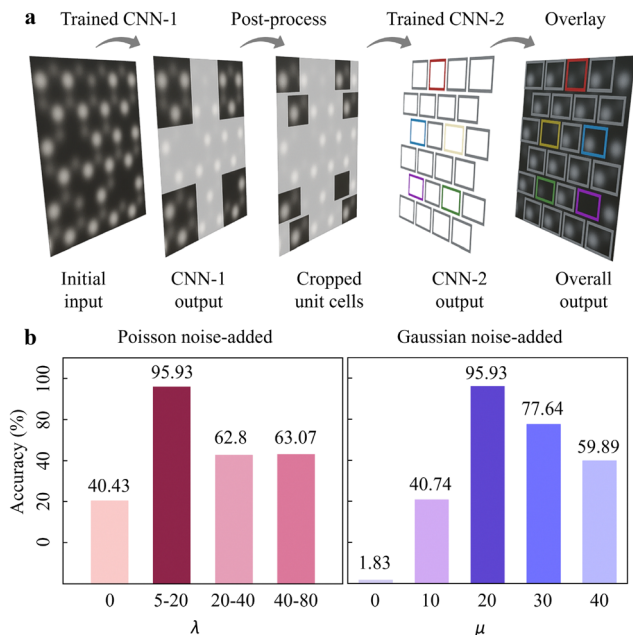 a
Trained CNN-1
Post-process
Trained CNN-2
Overlay
Initial
input
CNN-1
output
Cropped
unit cells
CNN-2
output
Overall
output
b
Poisson noise-added
Gaussian noise-added
Accuracy (%)
100
80
60
40
20
0
40.43
95.93
62.8
63.07
0
5-20
20-40
40-80
λ
1.83
40.74
95.93
77.64
59.89
0
10
20
30
40
μ